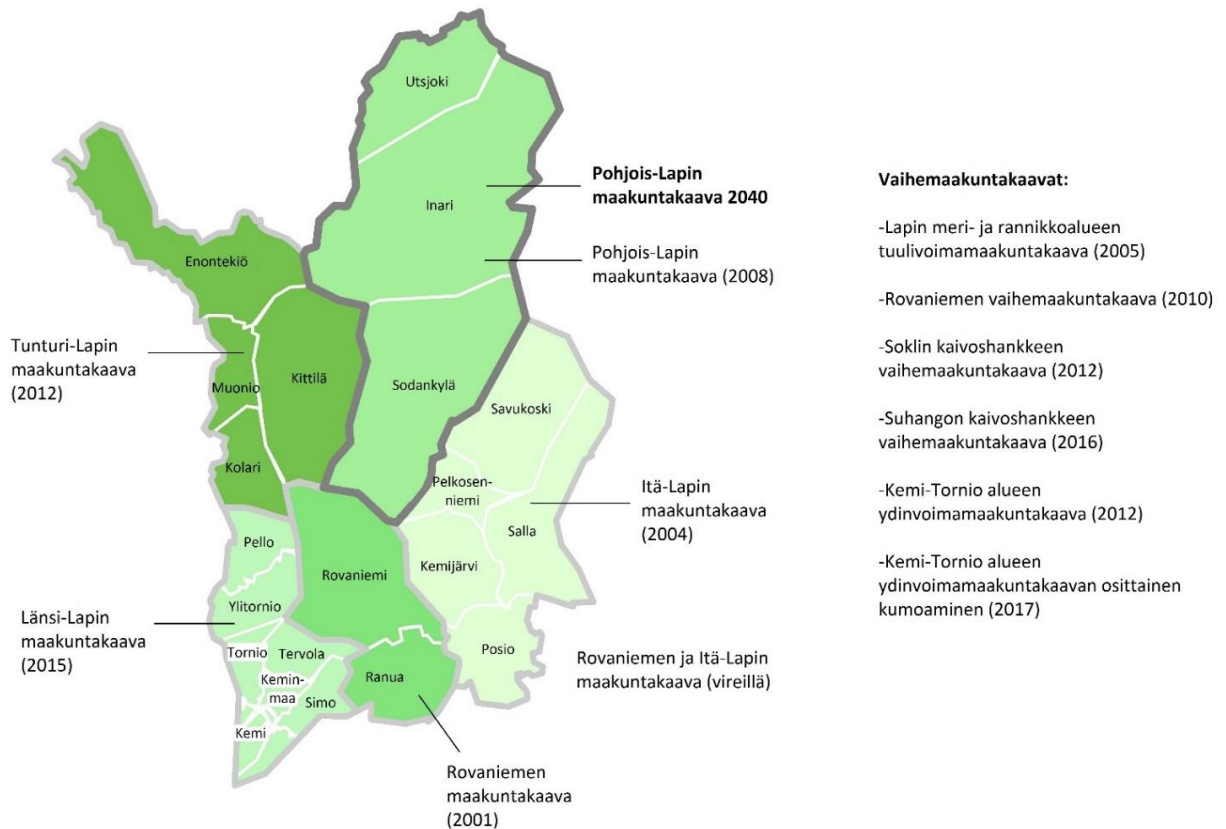 Utsjoki
Inari
Enontekiö
Muonio
Kittilä
Kolari
Sodankylä
Savukoski
Pelkosen-
niemi
Salla
Kemijärvi
Pello
Rovaniemi
Ylitornio
Tornio
Tervola
Kemin-
maa
Simo
Kemi
Ranua
Posio
Pohjois-Lapin
maakuntakaava 2040
Pohjois-Lapin
maakuntakaava (2008)
Tunturi-Lapin
maakuntakaava
(2012)
Itä-Lapin
maakuntakaava
(2004)
Länsi-Lapin
maakuntakaava
(2015)
Rovaniemen ja Itä-Lapin
maakuntakaava (vireillä)
Rovaniemen
maakuntakaava
(2001)
Vaihemaakuntakaavat:
-Lapin meri- ja rannikkoalueen
tuulivoimamaakuntakaava (2005)
-Rovaniemen vaihemaakuntakaava (2010)
-Soklin kaivoshankkeen
vaihemaakuntakaava (2012)
-Suhangon kaivoshankkeen
vaihemaakuntakaava (2016)
-Kemi-Tornio alueen
ydinvoimamaakuntakaava (2012)
-Kemi-Tornio alueen
ydinvoimamaakuntakaavan osittainen
kumoaminen (2017)